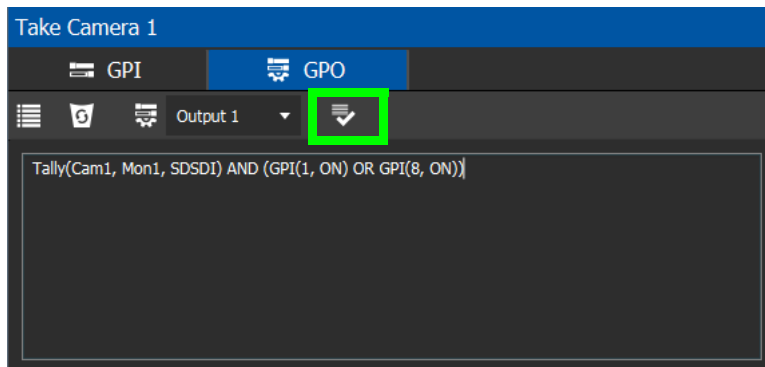 Take Camera 1
GPI
GPO
Output 1
Tally(Cam1, Mon1, SDSDI) AND (GPI(1, ON) OR GPI(8, ON))